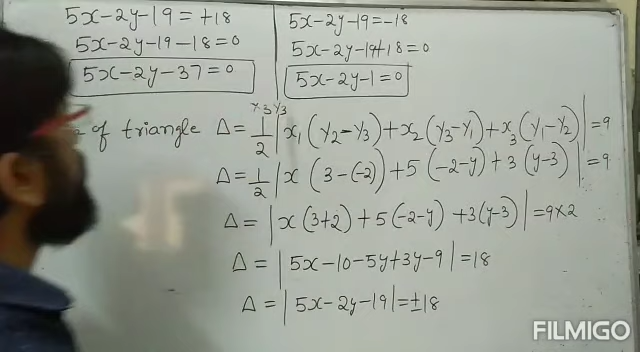 5x-2y-19=+18
5x-2y-19-18=0
5x-2y-37=0
5x-2y-19=-18
5x-2y-19+18=0
5x-2y-1=0
x3 y3
of triangle Δ=1/2|x₁(y₂-y₃)+x₂(y₃-y₁)+x₃(y₁-y₂)|=9
Δ=1/2|x(3-(-2))+5(-2-y)+3(y-3)|=9
Δ=|x(3+2)+5(-2-y)+3(y-3)|=9×2
Δ=|5x-10-5y+3y-9|=18
Δ=|5x-2y-19|=±18
FILMIGO